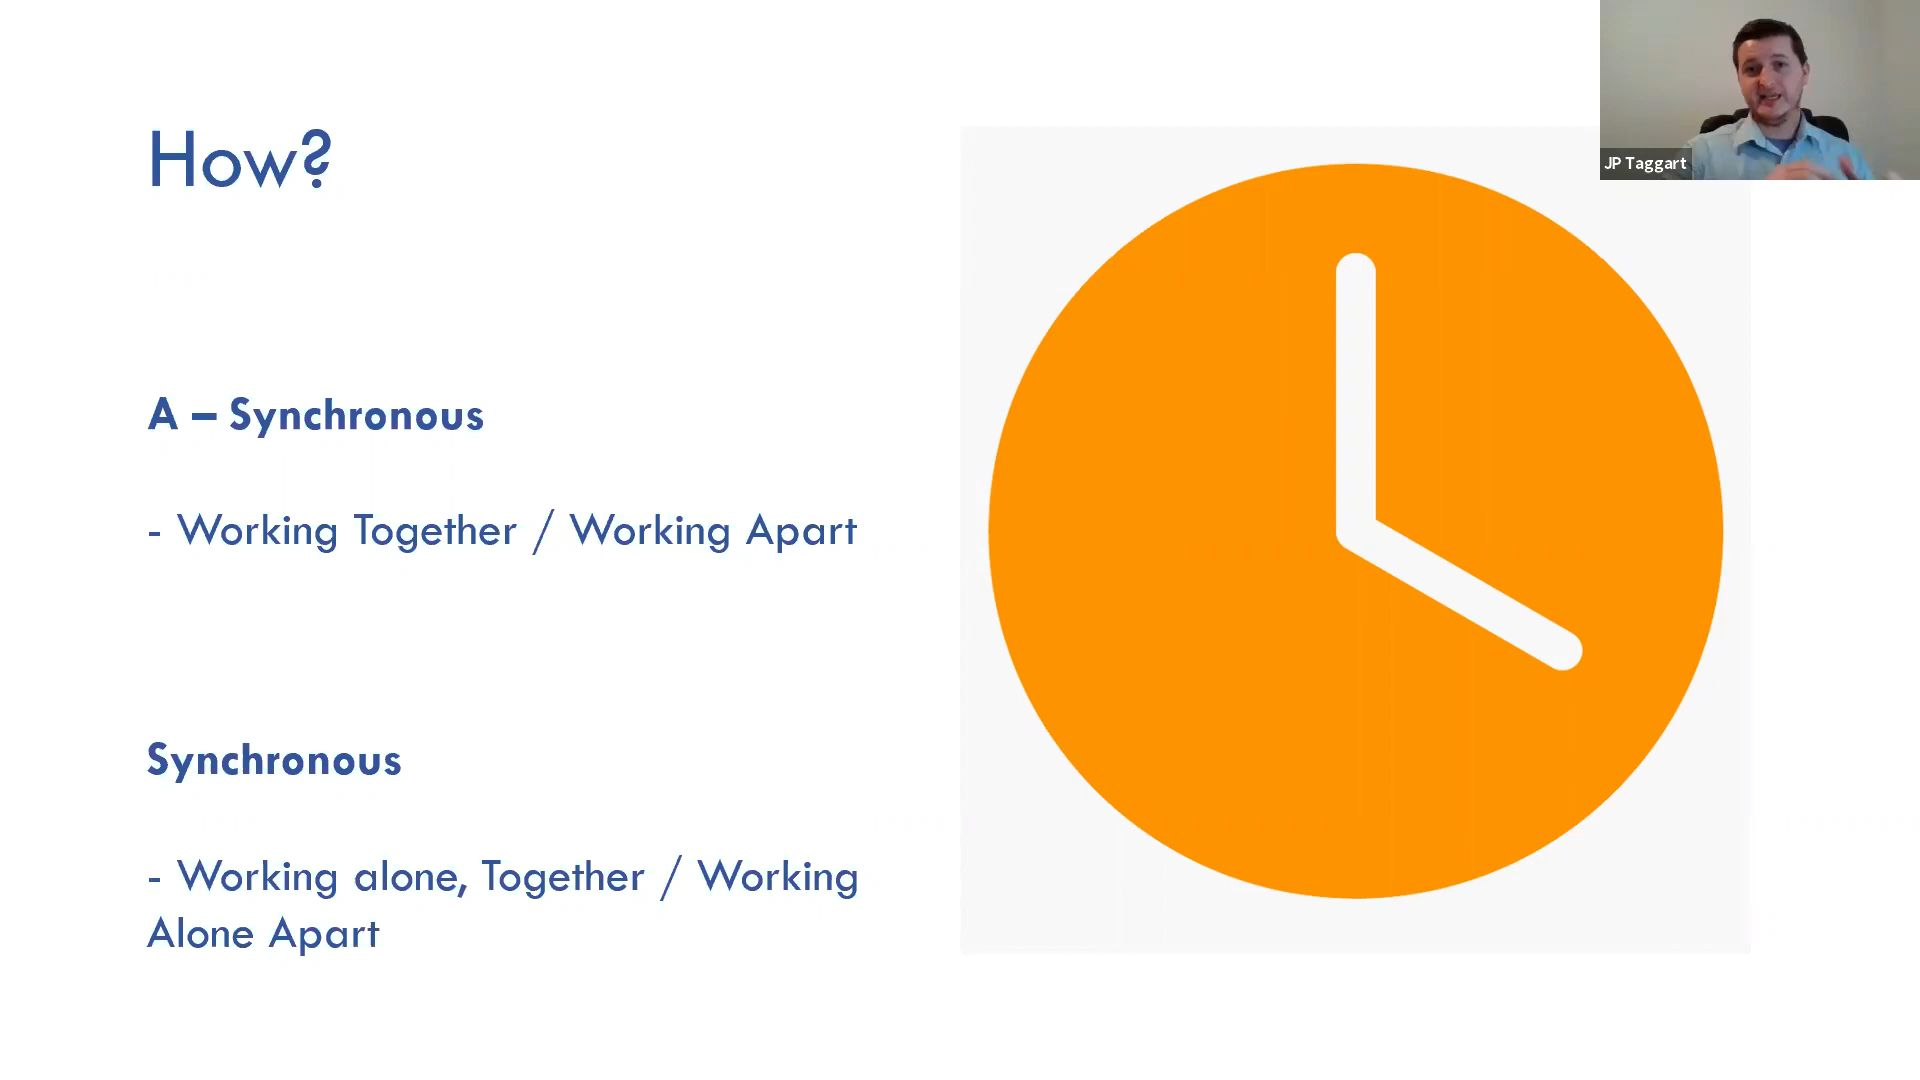 How?
JP Taggart
A – Synchronous
- Working Together / Working Apart
Synchronous
- Working alone, Together / Working
Alone Apart